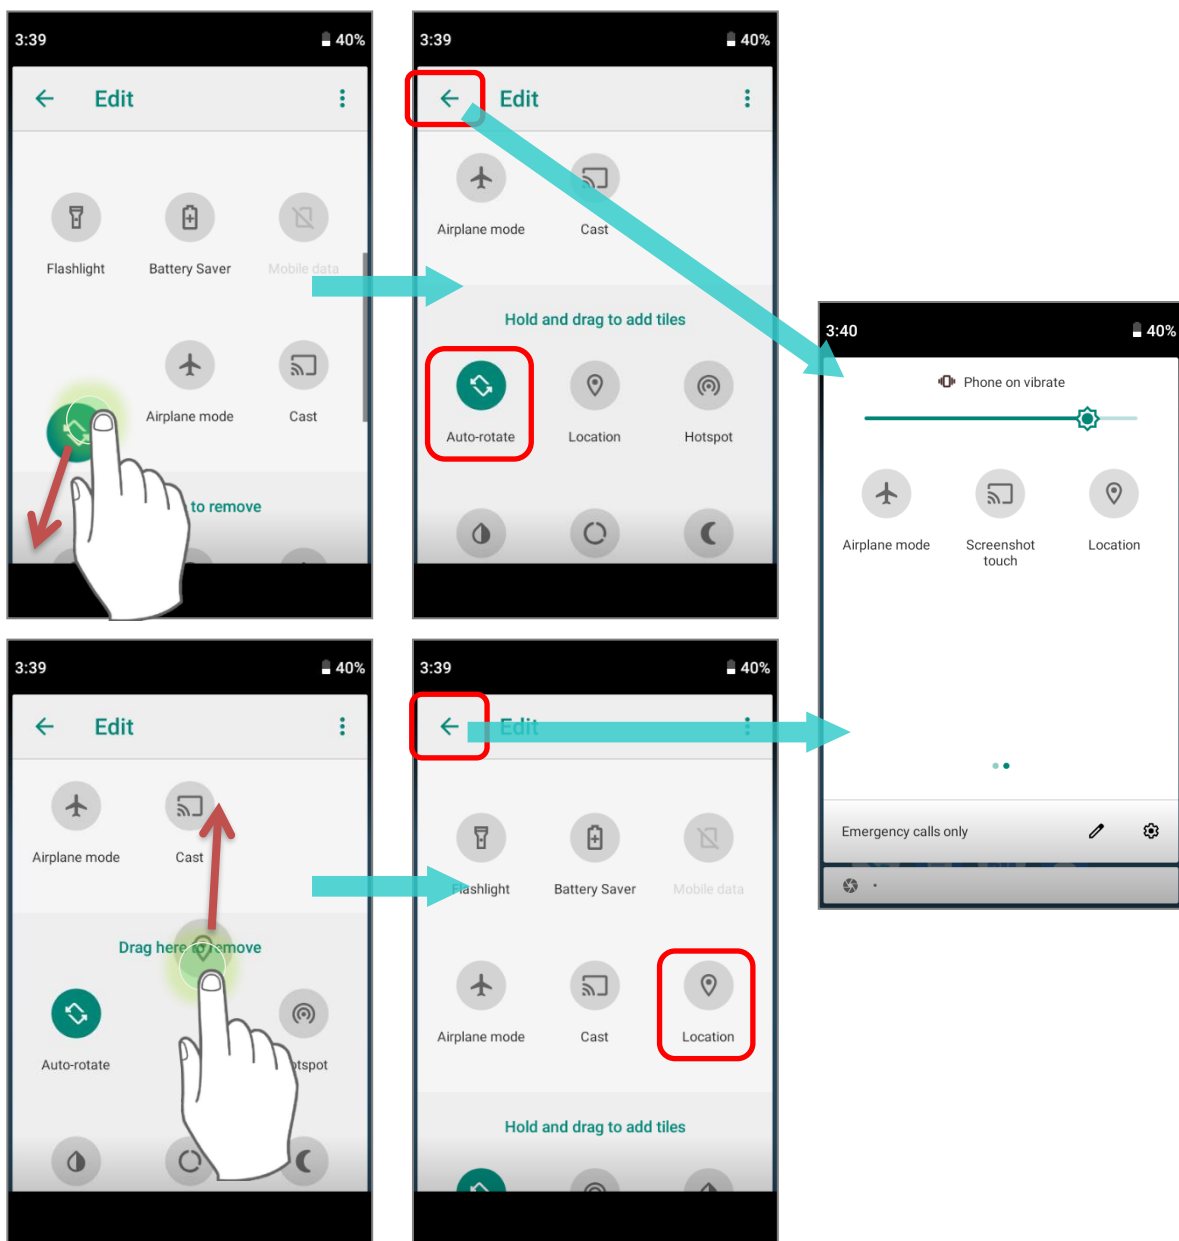 3:39
40%
Edit
Flashlight
Battery Saver
Mobile data
Airplane mode
Cast
to remove
3:39
40%
Edit
Airplane mode
Cast
Hold and drag to add tiles
Auto-rotate
Location
Hotspot
3:40
40%
Phone on vibrate
Airplane mode
Screenshot
touch
Location
Emergency calls only
3:39
40%
Edit
Airplane mode
Cast
Drag here to remove
Auto-rotate
otspot
3:39
40%
Edit
Flashlight
Battery Saver
Mobile data
Airplane mode
Cast
Location
Hold and drag to add tiles